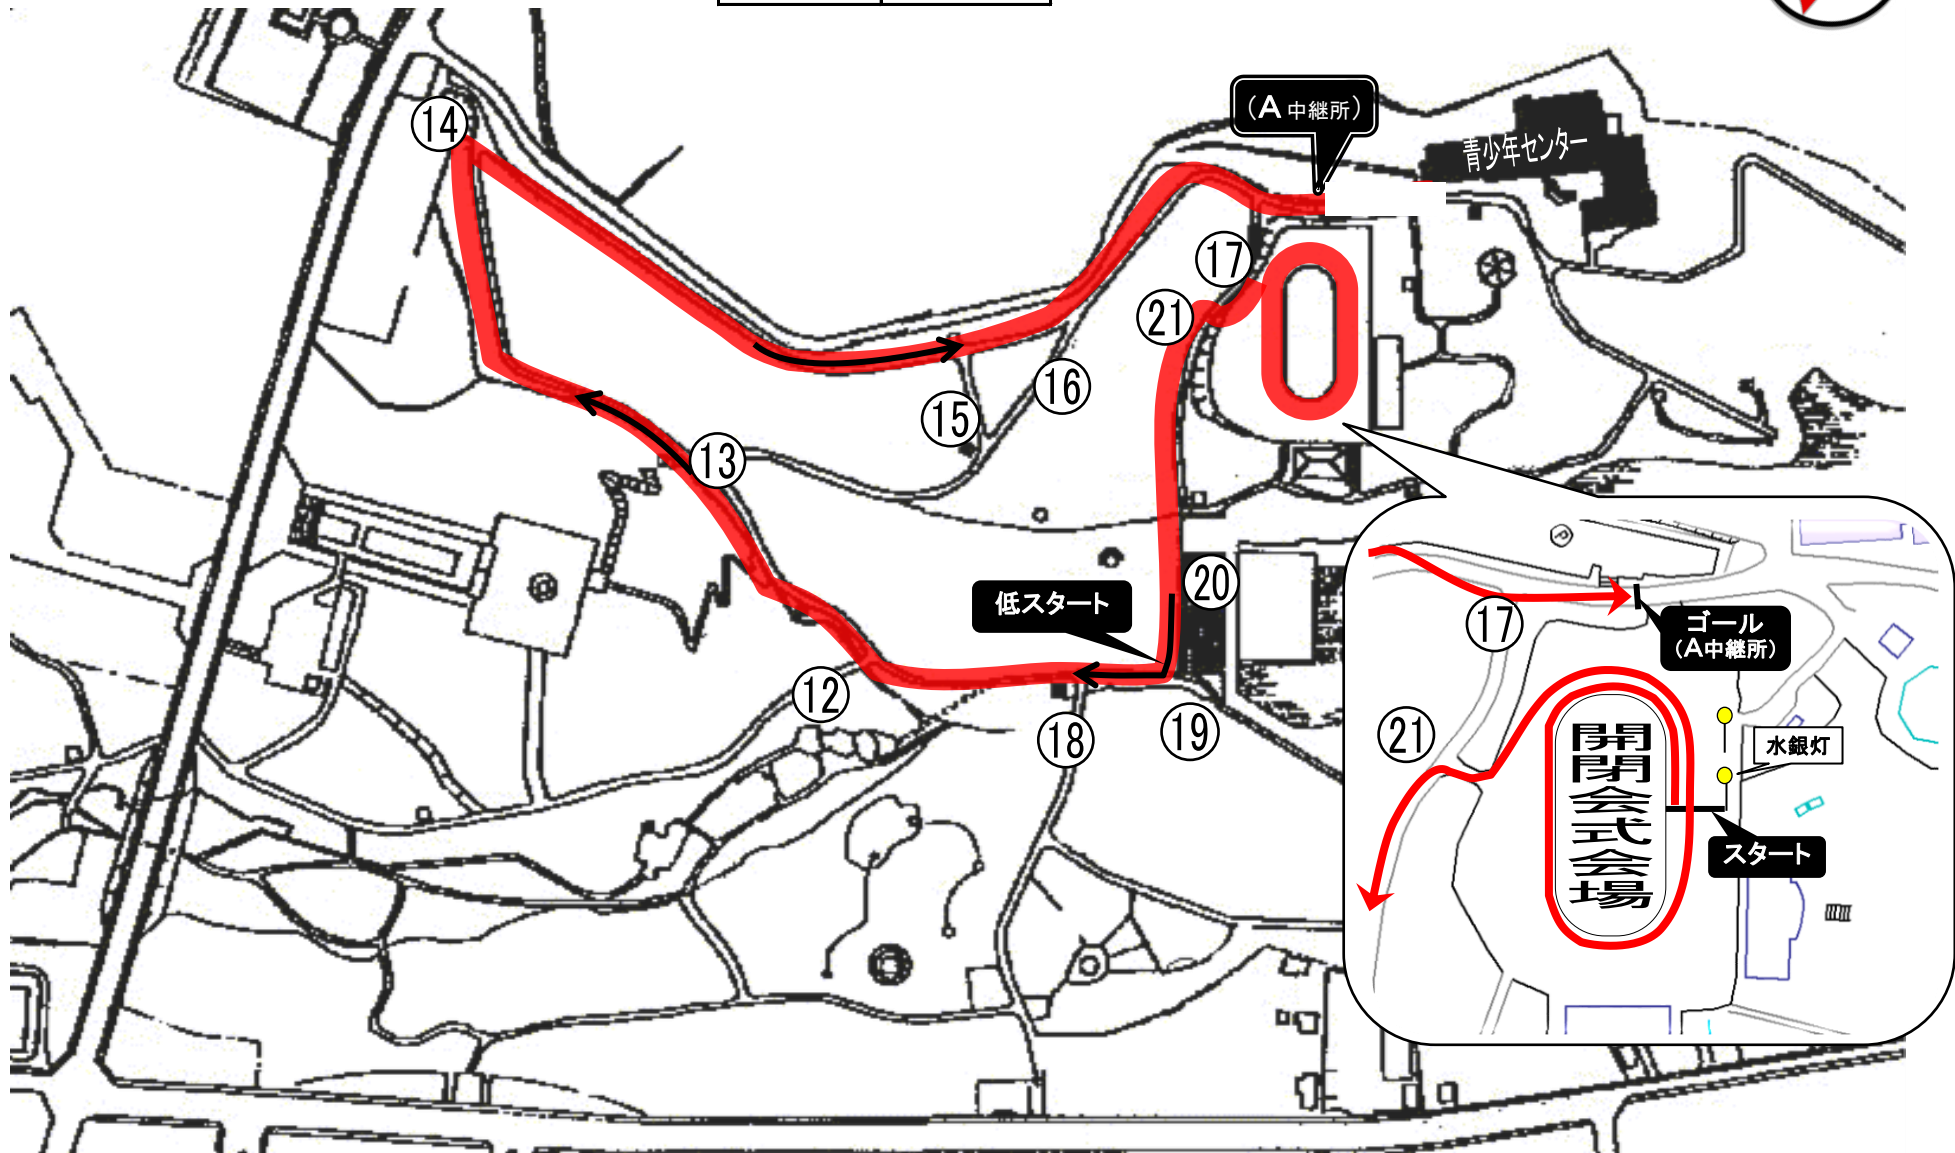 (A 中継所)
青少年センター
⑭
⑰
㉑
⑯
⑮
⑬
⑳
低スタート
⑫
⑱
⑲
⑰
ゴール
(A中継所)
㉑
水銀灯
開閉会式会場
スタート